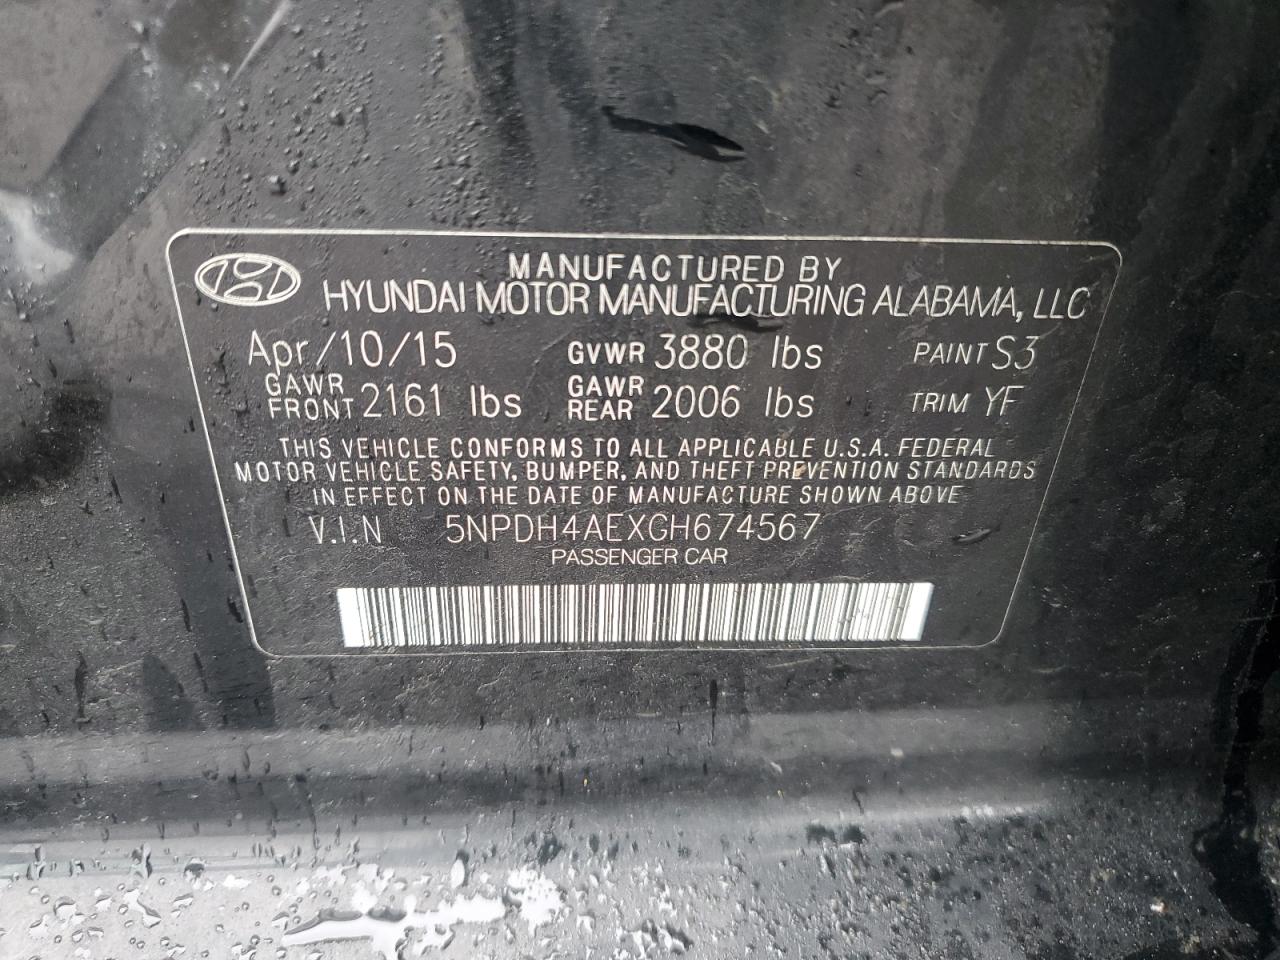 MANUFACTURED BY
HYUNDAI MOTOR MANUFACTURING ALABAMA, LLC
Apr/10/15 GVWR 3880 lbs PAINT S3
GAWR FRONT 2161 lbs GAWR REAR 2006 lbs TRIM YF
THIS VEHICLE CONFORMS TO ALL APPLICABLE U.S.A. FEDERAL
MOTOR VEHICLE SAFETY, BUMPER, AND THEFT PREVENTION STANDARDS
IN EFFECT ON THE DATE OF MANUFACTURE SHOWN ABOVE
V.I.N 5NPDH4AEXGH674567
PASSENGER CAR